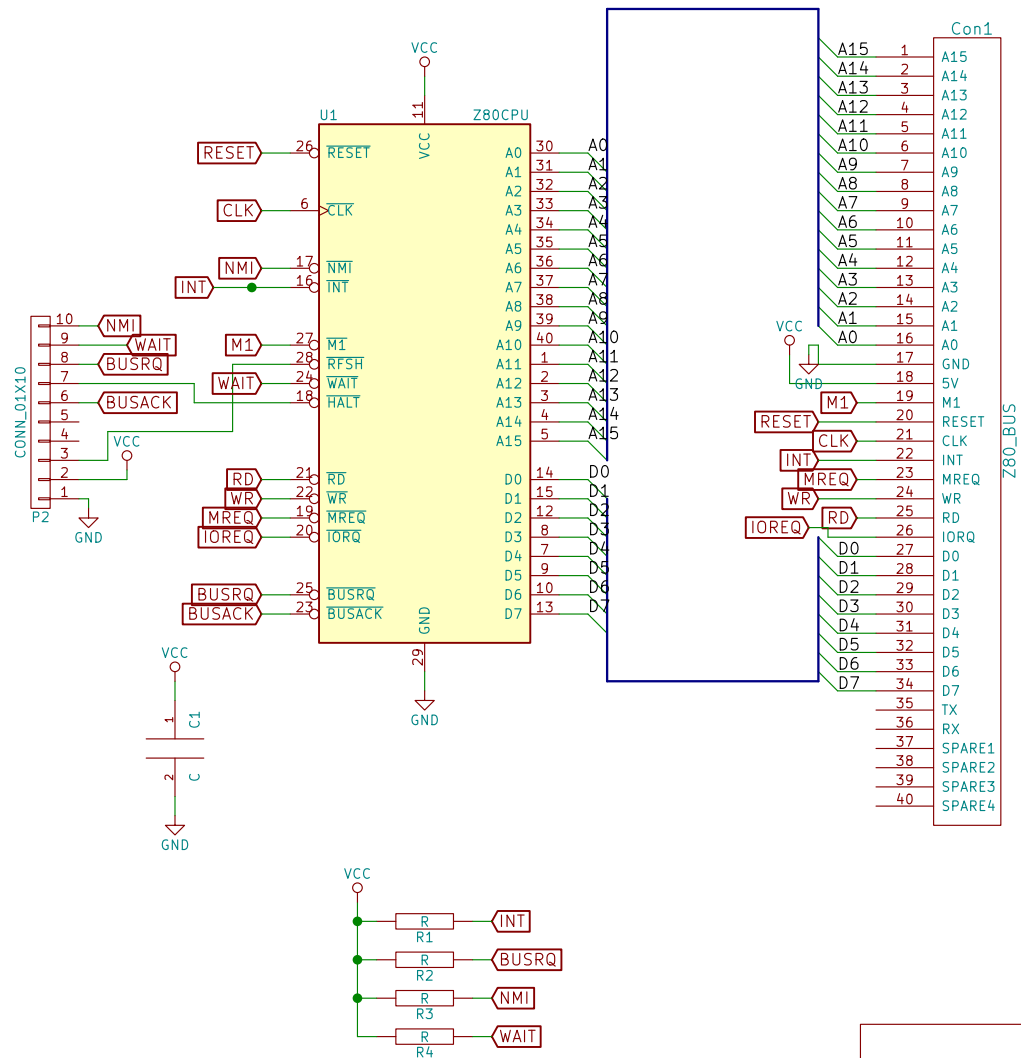 Con1
VCC
U1
Z80CPU
11
VCC
RESET 26 RESET
CLK 6 CLK
NMI 17 NMI
INT 16 INT
M1 27 M1
28 RFSH
WAIT 24 WAIT
18 HALT
RD 21 RD
WR 22 WR
MREQ 19 MREQ
IOREQ 20 IORQ
BUSRQ 25 BUSRQ
BUSACK 23 BUSACK
A0 30 A0
A1 31 A1
A2 32 A2
A3 33 A3
A4 34 A4
A5 35 A5
A6 36 A6
A7 37 A7
A8 38 A8
A9 39 A9
A10 40 A10
A11 1 A11
A12 2 A12
A13 3 A13
A14 4 A14
A15 5 A15
D0 14 D0
D1 15 D1
D2 12 D2
D3 8 D3
D4 7 D4
D5 9 D5
D6 10 D6
D7 13 D7
GND
29
GND
10 NMI
9 WAIT
8 BUSRQ
7
6 BUSACK
5
4
3
2
1
VCC
GND
CONN_01X10
P2
A15 1 A15
A14 2 A14
A13 3 A13
A12 4 A12
A11 5 A11
A10 6 A10
A9 7 A9
A8 8 A8
A7 9 A7
A6 10 A6
A5 11 A5
A4 12 A4
A3 13 A3
A2 14 A2
A1 15 A1
A0 16 A0
VCC
GND
17 GND
18 5V
M1 19 M1
RESET 20 RESET
CLK 21 CLK
INT 22 INT
MREQ 23 MREQ
WR 24 WR
RD 25 RD
IOREQ 26 IORQ
D0 27 D0
D1 28 D1
D2 29 D2
D3 30 D3
D4 31 D4
D5 32 D5
D6 33 D6
D7 34 D7
35 TX
36 RX
37 SPARE1
38 SPARE2
39 SPARE3
40 SPARE4
Z80_BUS
VCC
1
C1
2
C
GND
VCC
R INT
R1
R BUSRQ
R2
R NMI
R3
R WAIT
R4